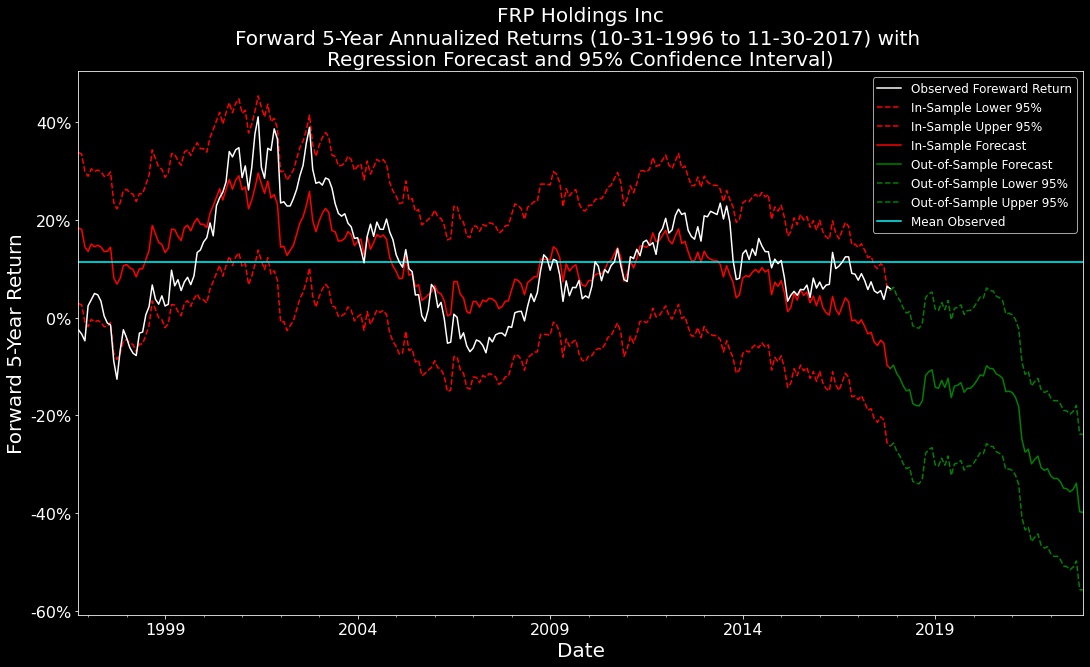 FRP Holdings Inc
Forward 5-Year Annualized Returns (10-31-1996 to 11-30-2017) with
Regression Forecast and 95% Confidence Interval)
Observed Foreward Return
In-Sample Lower 95%
In-Sample Upper 95%
In-Sample Forecast
Out-of-Sample Forecast
Out-of-Sample Lower 95%
Out-of-Sample Upper 95%
Mean Observed
Forward 5-Year Return
40%
20%
0%
-20%
-40%
-60%
1999
2004
2009
2014
2019
Date